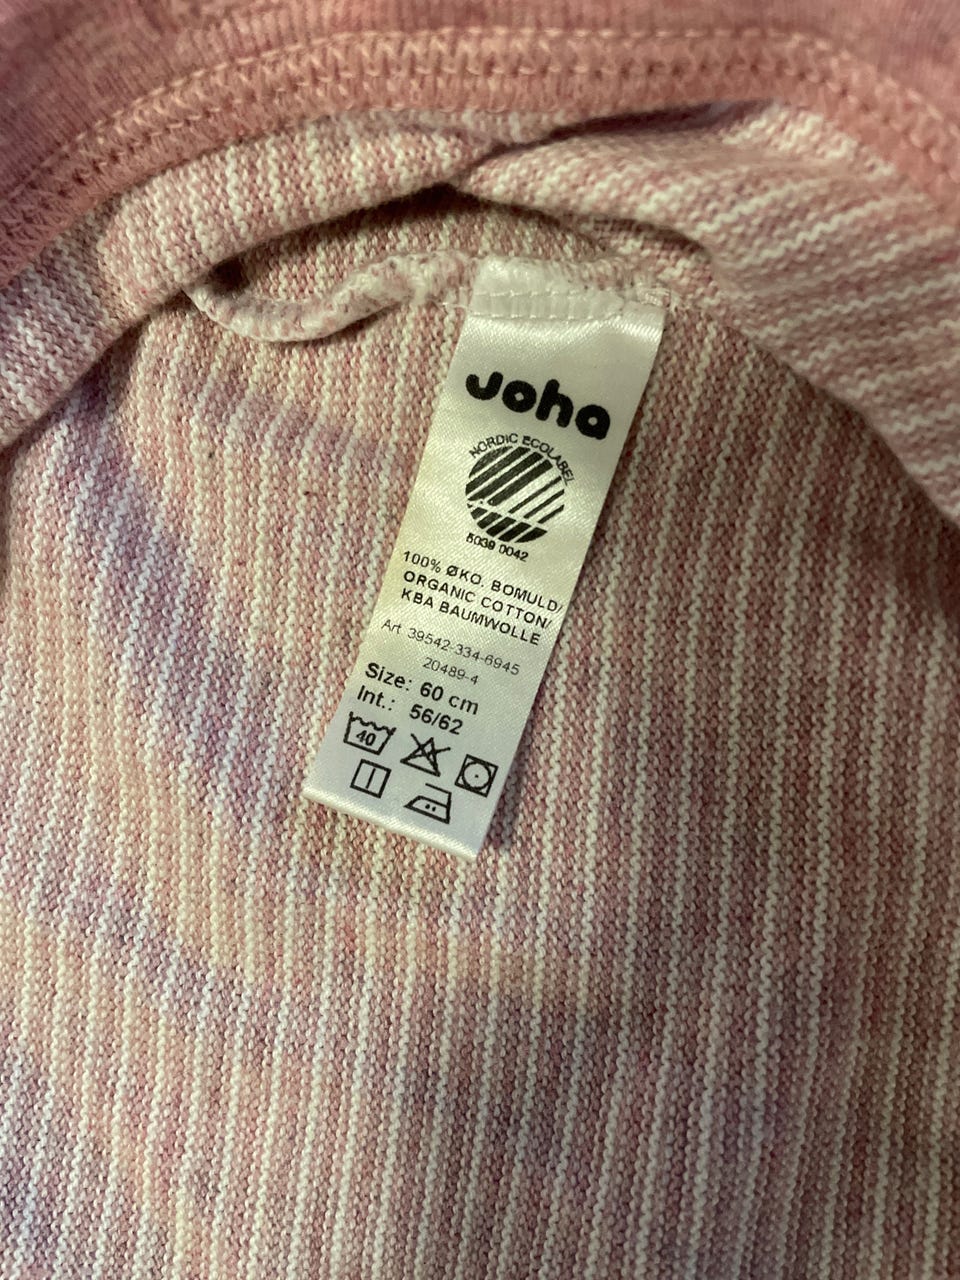 Joha
NORDIC ECOLABEL
5039 0042
100% ØKO. BOMULD/
ORGANIC COTTON/
KBA BAUMWOLLE
Art. 39542-334-6945
20489-4
Size: 60 cm
Int.: 56/62
40